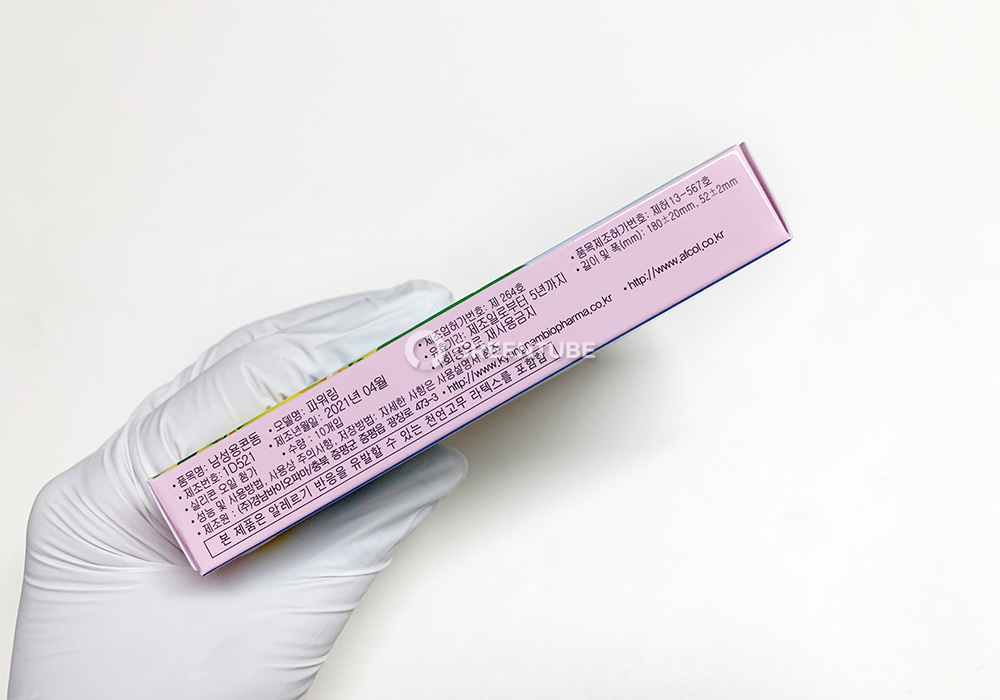 • 품목명: 남성용콘돔 • 모델명: 파워링 • 제조업허가번호: 제 264호 • 품목제조허가번호: 제허13-567호
• 제조번호: 1D521 • 제조년월일: 2021년 04월 • 유효기간: 제조일로부터 5년까지 • 길이 및 폭(mm): 180±20mm, 52±2mm
• 실리콘 오일 첨가 • 수량 : 10개입 • 1회용으로 재사용금지
• 성능 및 사용방법, 사용상 주의사항, 저장방법: 자세한 사항은 사용설명서 참조
• 제조원 : (주)경남바이오파마/충북 증평군 증평읍 광장로 473-3 • http://www.kyungnambiopharma.co.kr • http://www.alcol.co.kr
본 제품은 알레르기 반응을 유발할 수 있는 천연고무 라텍스를 포함함